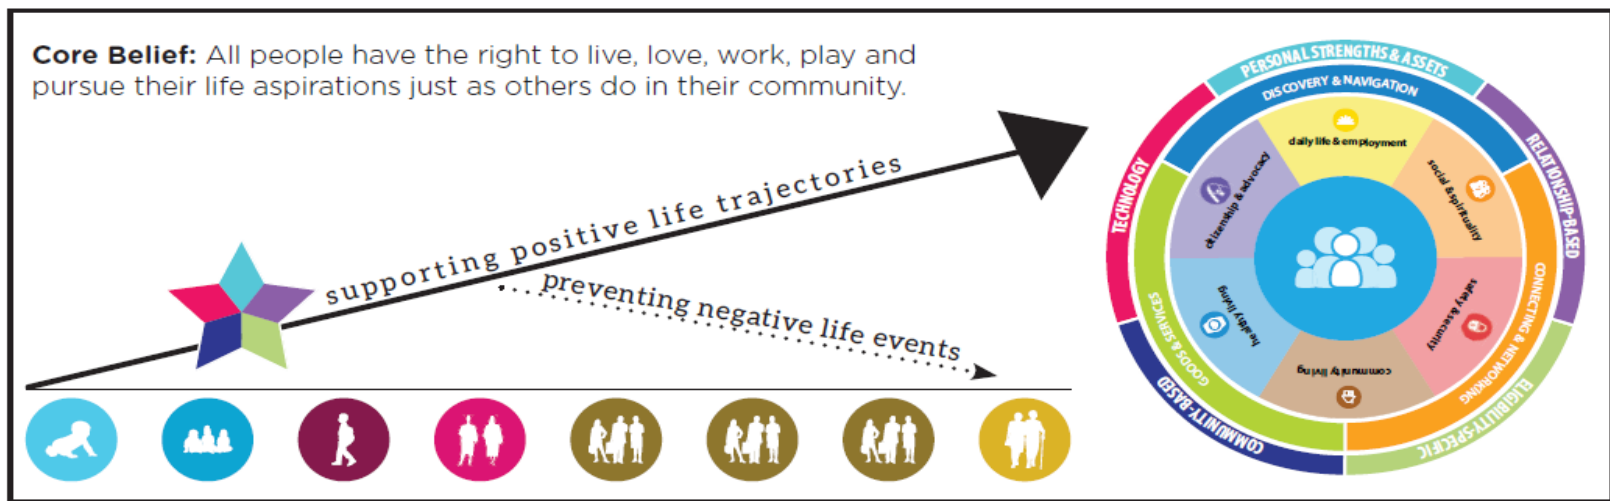 Core Belief: All people have the right to live, love, work, play and
pursue their life aspirations just as others do in their community.
supporting positive life trajectories
preventing negative life events
PERSONAL STRENGTHS & ASSETS
RELATIONSHIP-BASED
ELIGIBILITY-SPECIFIC
COMMUNITY-BASED
TECHNOLOGY
DISCOVERY & NAVIGATION
CONNECTING & NETWORKING
GOODS & SERVICES
daily life & employment
social & spirituality
safety & security
community living
healthy living
citizenship & advocacy